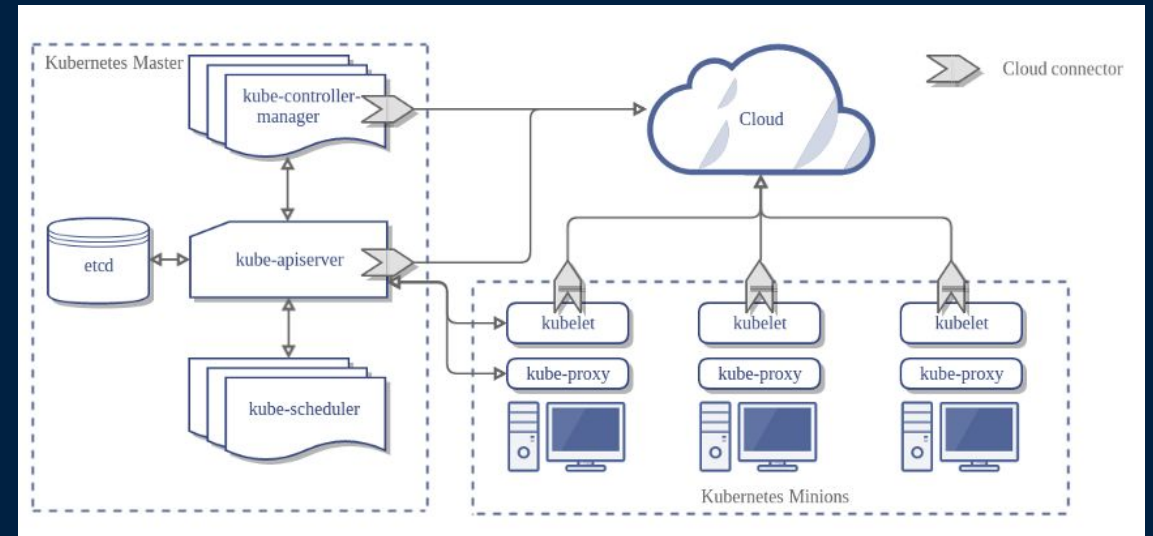 Kubernetes Master
kube-controller-
manager
Cloud
Cloud connector
etcd
kube-apiserver
kubelet
kubelet
kubelet
kube-proxy
kube-proxy
kube-proxy
kube-scheduler
Kubernetes Minions